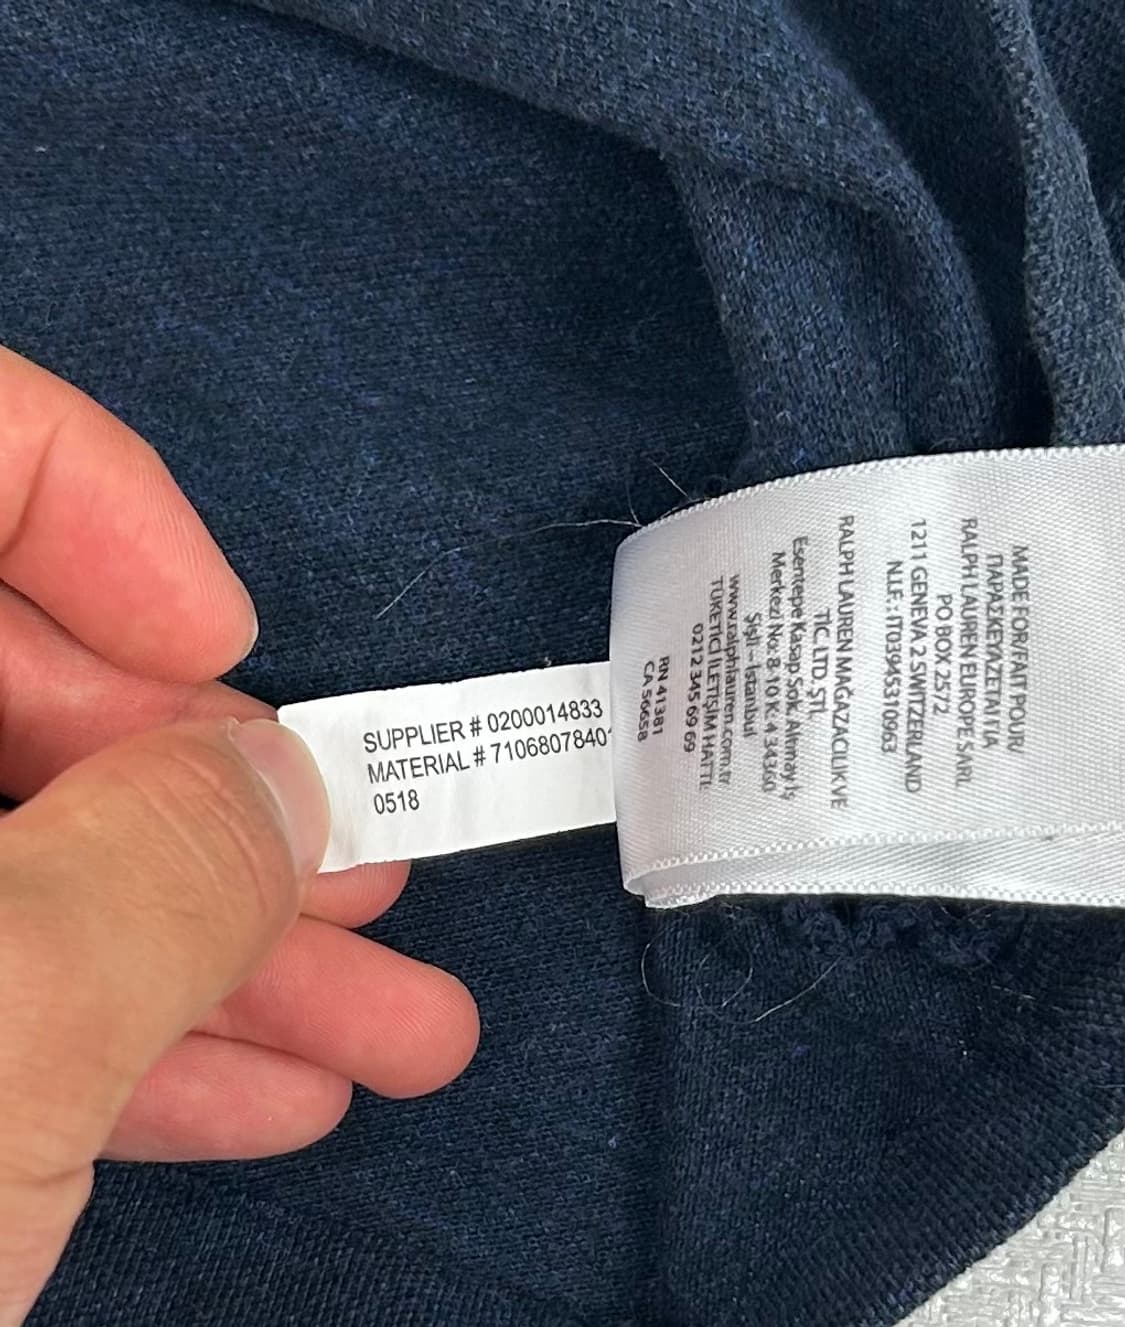 SUPPLIER # 0200014833
MATERIAL # 7106807840
0518
MADE FOR/FAIT POUR/
ΠΑΡΑΣΚΕΥΑΖΕΤΑΙ ΓΙΑ
RALPH LAUREN EUROPE SARL
PO BOX 2572
1211 GENEVA 2 SWITZERLAND
N.I.F.: IT03945310963
RALPH LAUREN MAĞAZACILIK VE
TİC. LTD. ŞTİ.
Esentepe Kasap Sok. Ahmay İş
Merkezi No: 8-10 K: 4 34360
Şişli – İstanbul
www.ralphlauren.com.tr
TÜKETİCİ İLETİŞİM HATTI:
0212 345 69 69
RN 41381
CA 56658